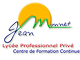 Jean Monnet
Lycée Professionnel Privé
Centre de Formation Continue